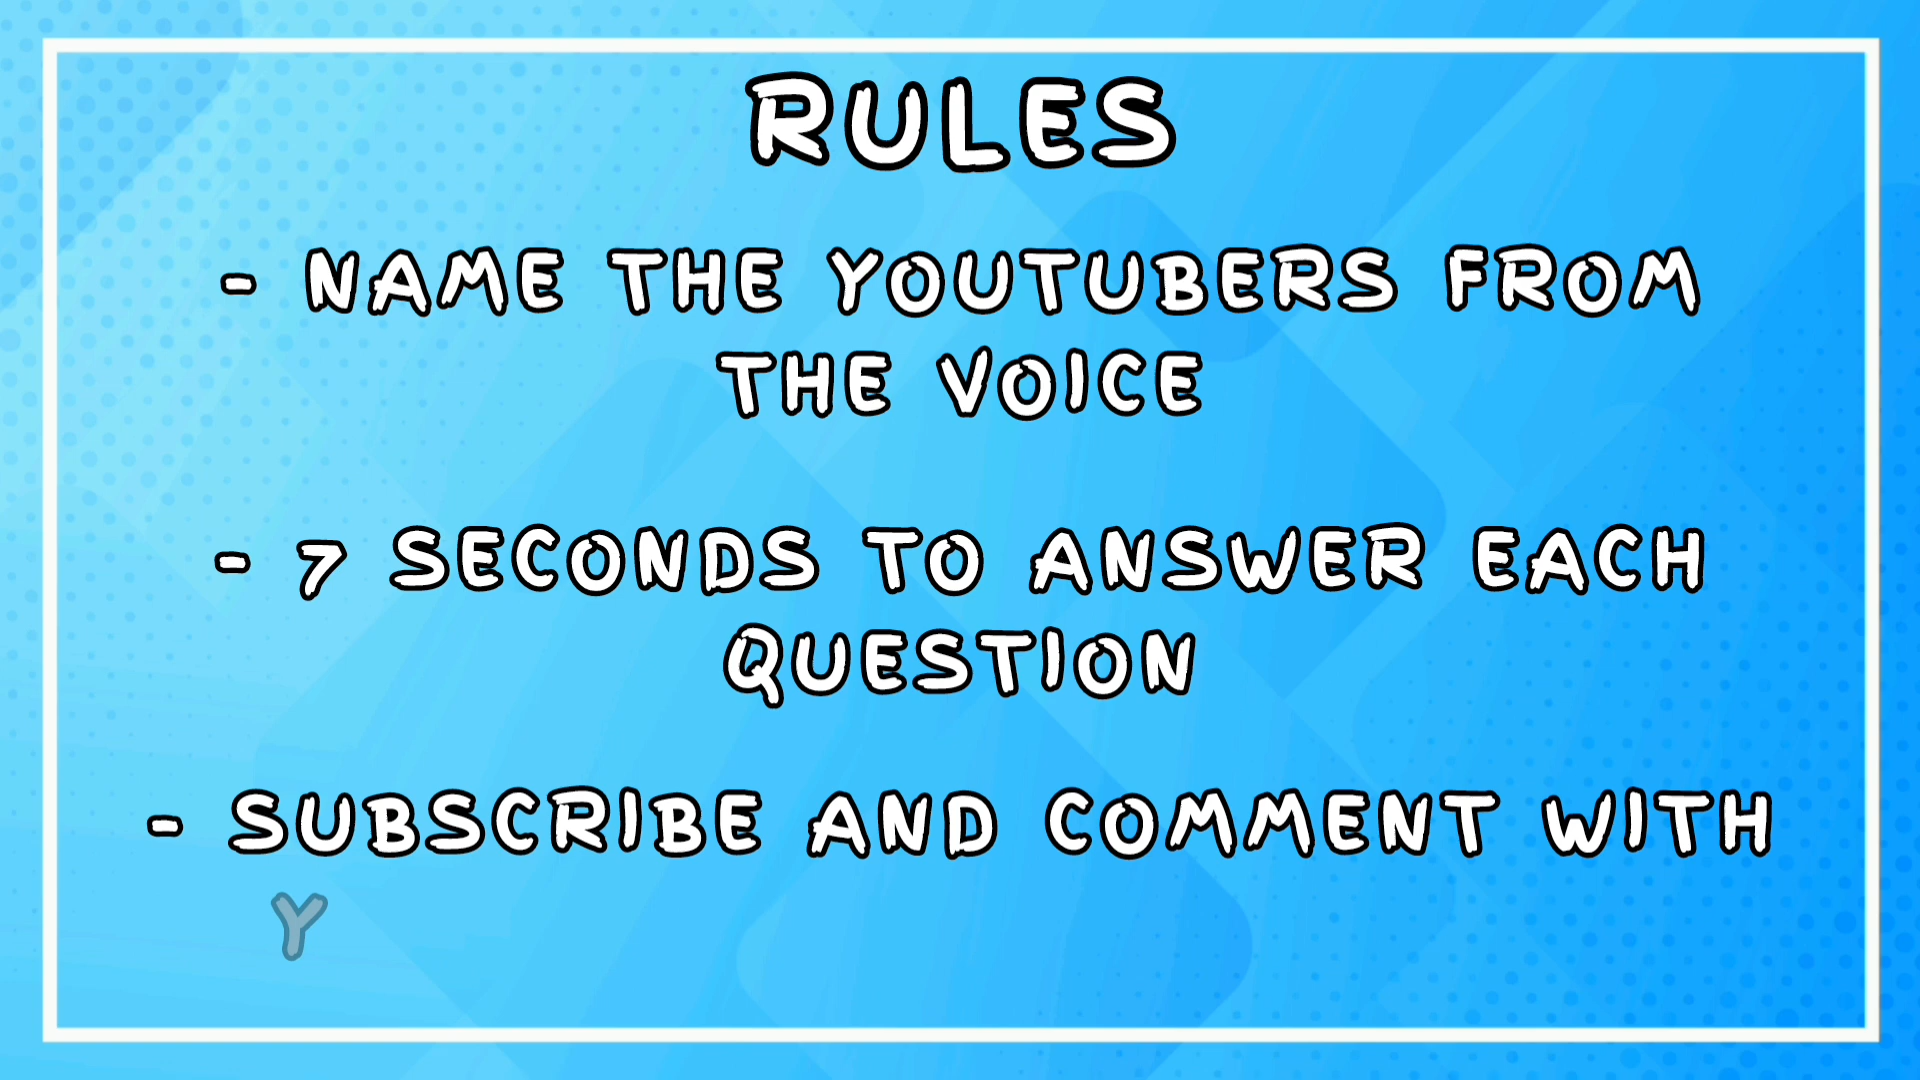 RULES
- NAME THE YOUTUBERS FROM
THE VOICE
- 7 SECONDS TO ANSWER EACH
QUESTION
- SUBSCRIBE AND COMMENT WITH
Y